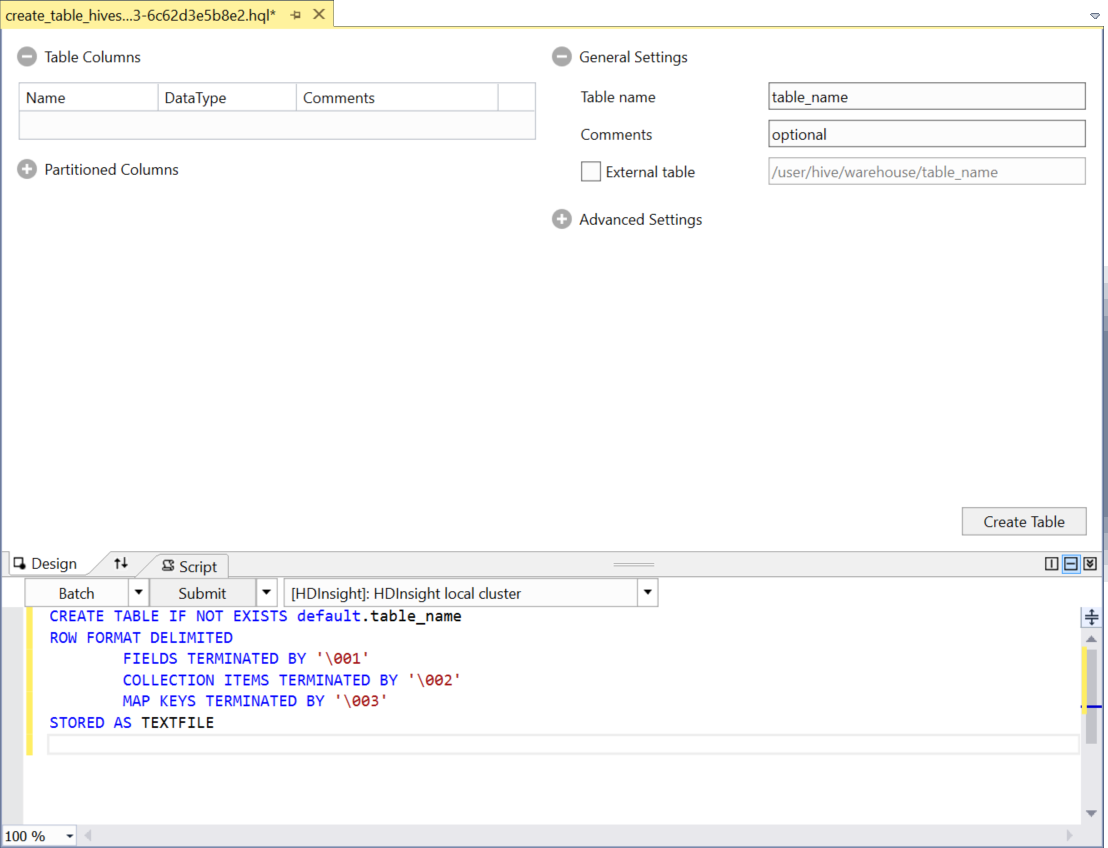 create_table_hives...3-6c62d3e5b8e2.hql*
Table Columns
Name DataType Comments
Partitioned Columns
General Settings
Table name table_name
Comments optional
External table /user/hive/warehouse/table_name
Advanced Settings
Create Table
Design Script
Batch Submit [HDInsight]: HDInsight local cluster
CREATE TABLE IF NOT EXISTS default.table_name
ROW FORMAT DELIMITED
FIELDS TERMINATED BY '\001'
COLLECTION ITEMS TERMINATED BY '\002'
MAP KEYS TERMINATED BY '\003'
STORED AS TEXTFILE
100 %